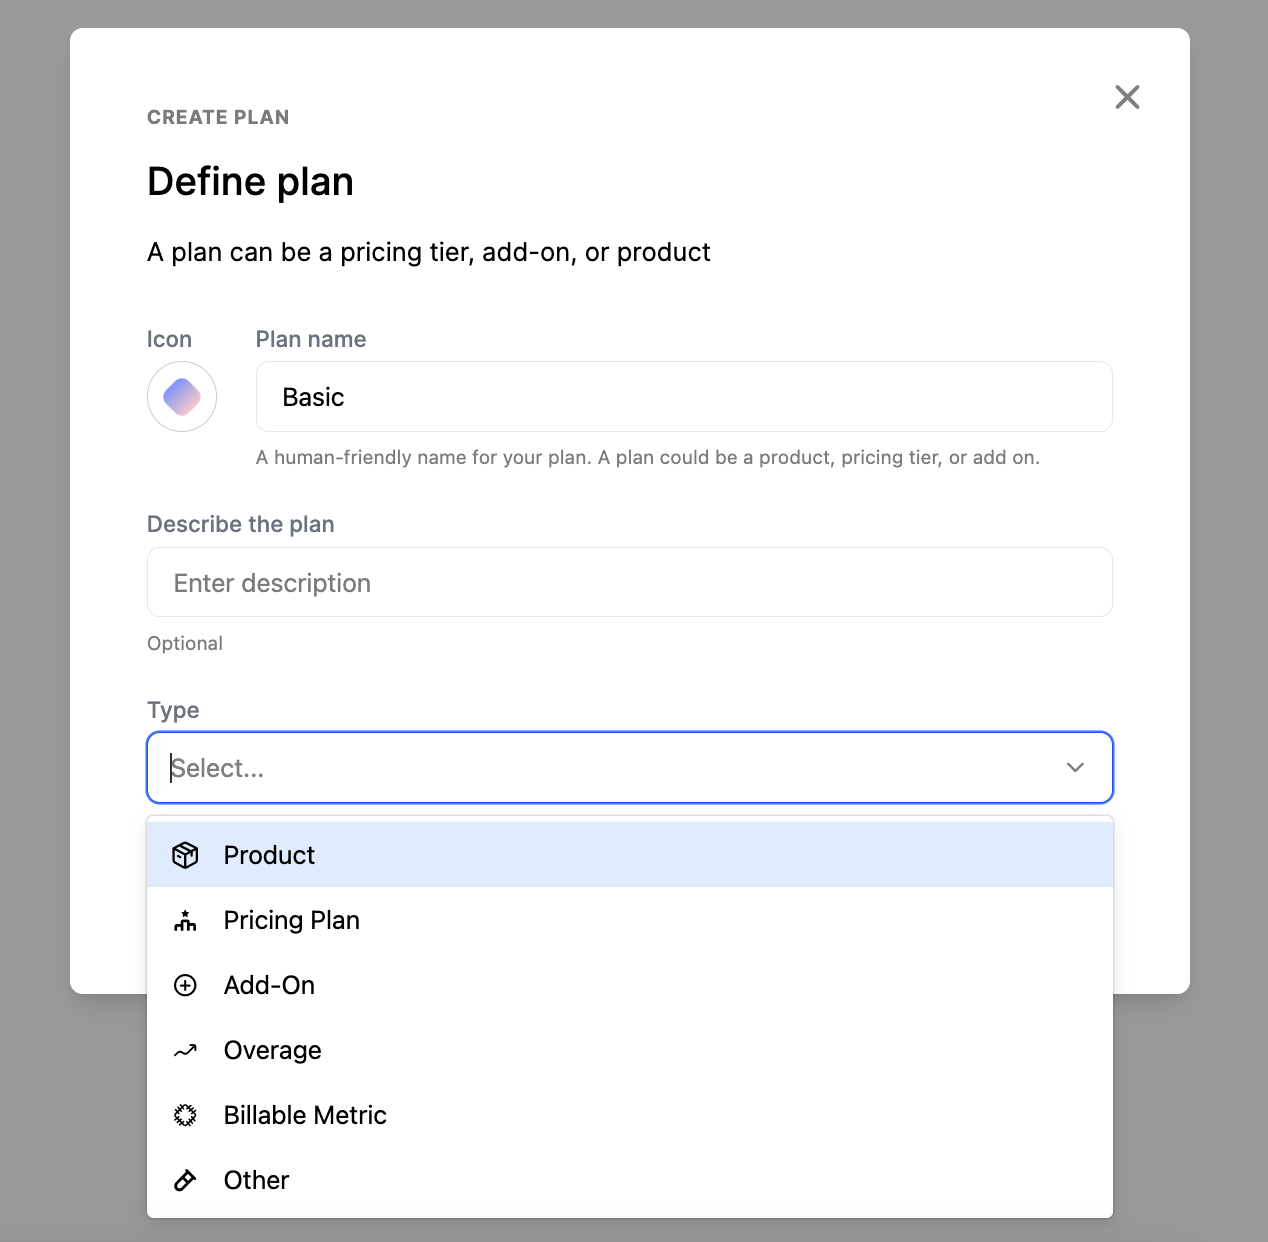 CREATE PLAN
Define plan
A plan can be a pricing tier, add-on, or product
Icon
Plan name
Basic
A human-friendly name for your plan. A plan could be a product, pricing tier, or add on.
Describe the plan
Enter description
Optional
Type
Select...
Product
Pricing Plan
Add-On
Overage
Billable Metric
Other